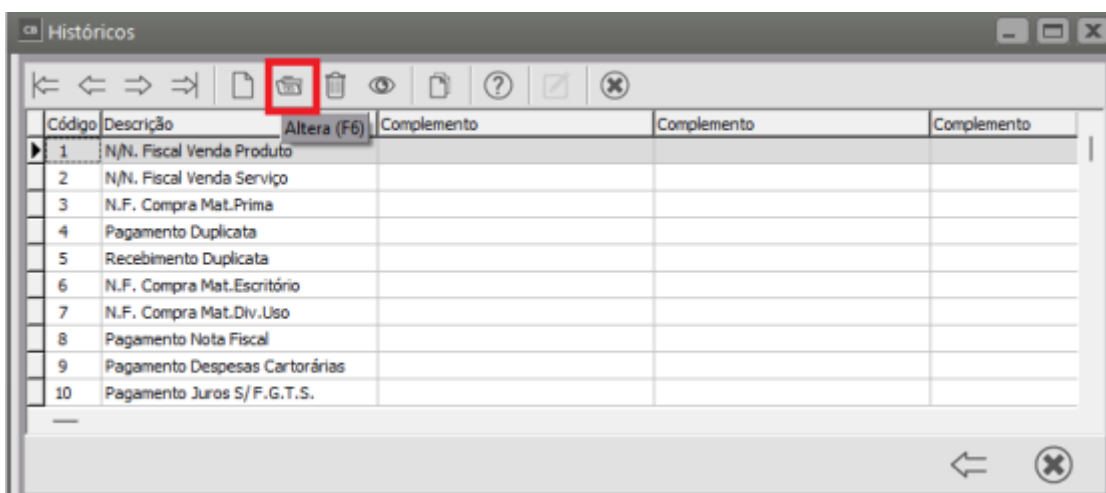 CB Históricos
Altera (F6)
Código Descrição Complemento Complemento Complemento
1 N/N. Fiscal Venda Produto
2 N/N. Fiscal Venda Serviço
3 N.F. Compra Mat.Prima
4 Pagamento Duplicata
5 Recebimento Duplicata
6 N.F. Compra Mat.Escritório
7 N.F. Compra Mat.Div.Uso
8 Pagamento Nota Fiscal
9 Pagamento Despesas Cartorárias
10 Pagamento Juros S/F.G.T.S.